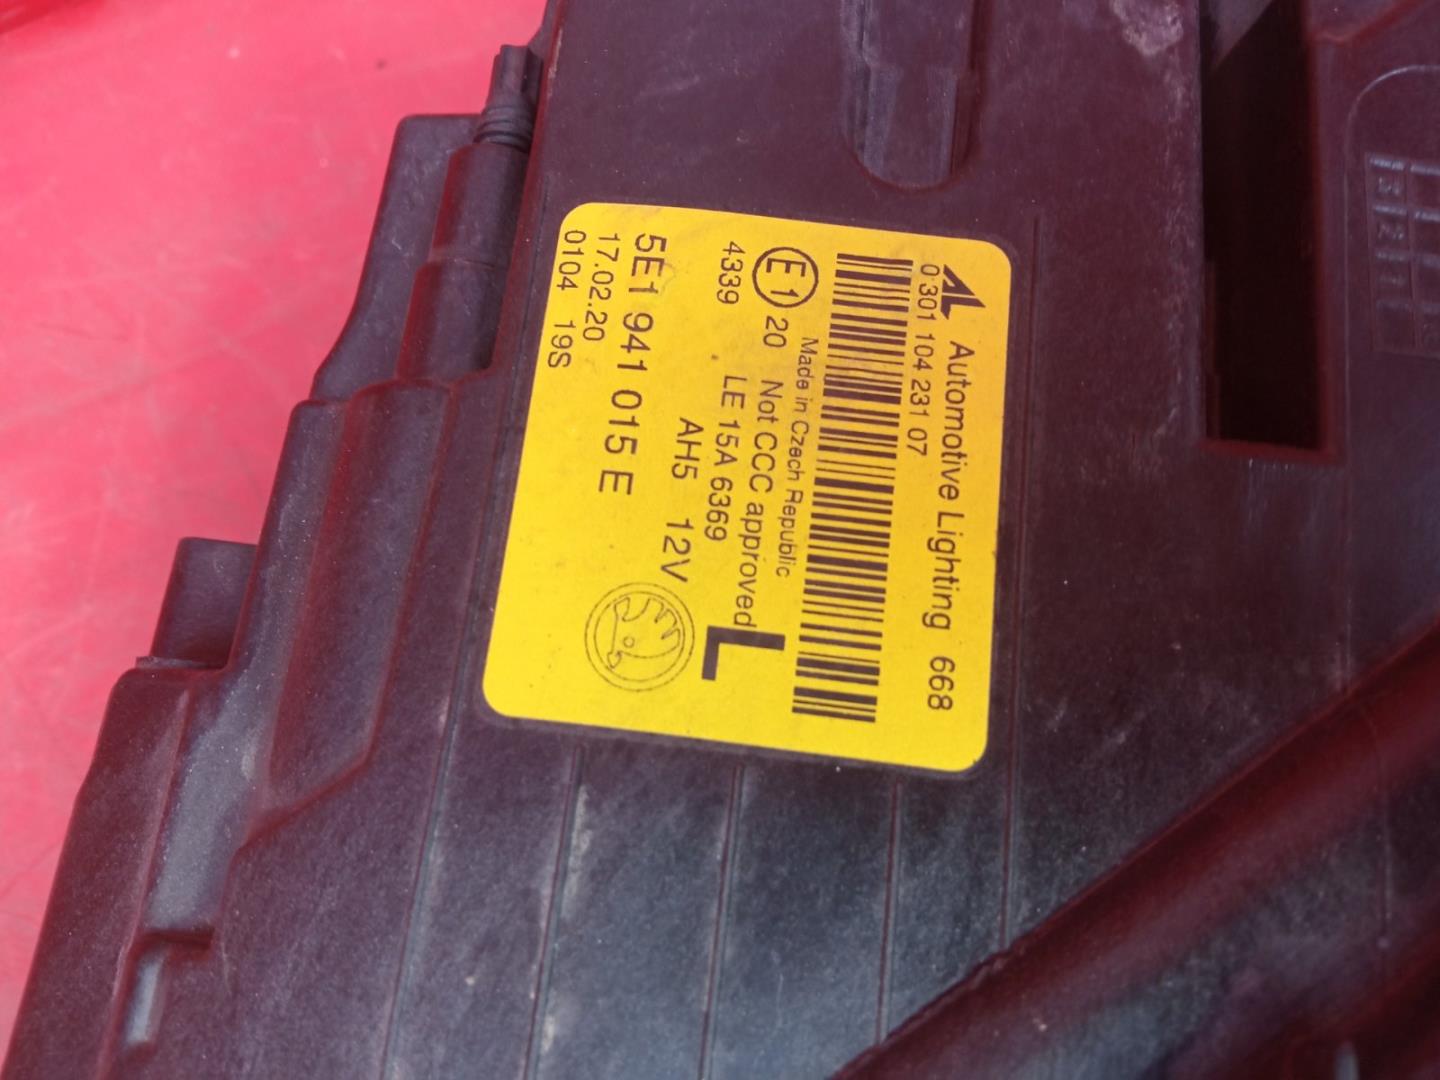 AL Automotive Lighting 668
0 301 104 231 07
Made in Czech Republic
E1 20 Not CCC approved
4339 LE 15A 6369
L
AH5 12V
5E1 941 015 E
17.02.20
0104 19S